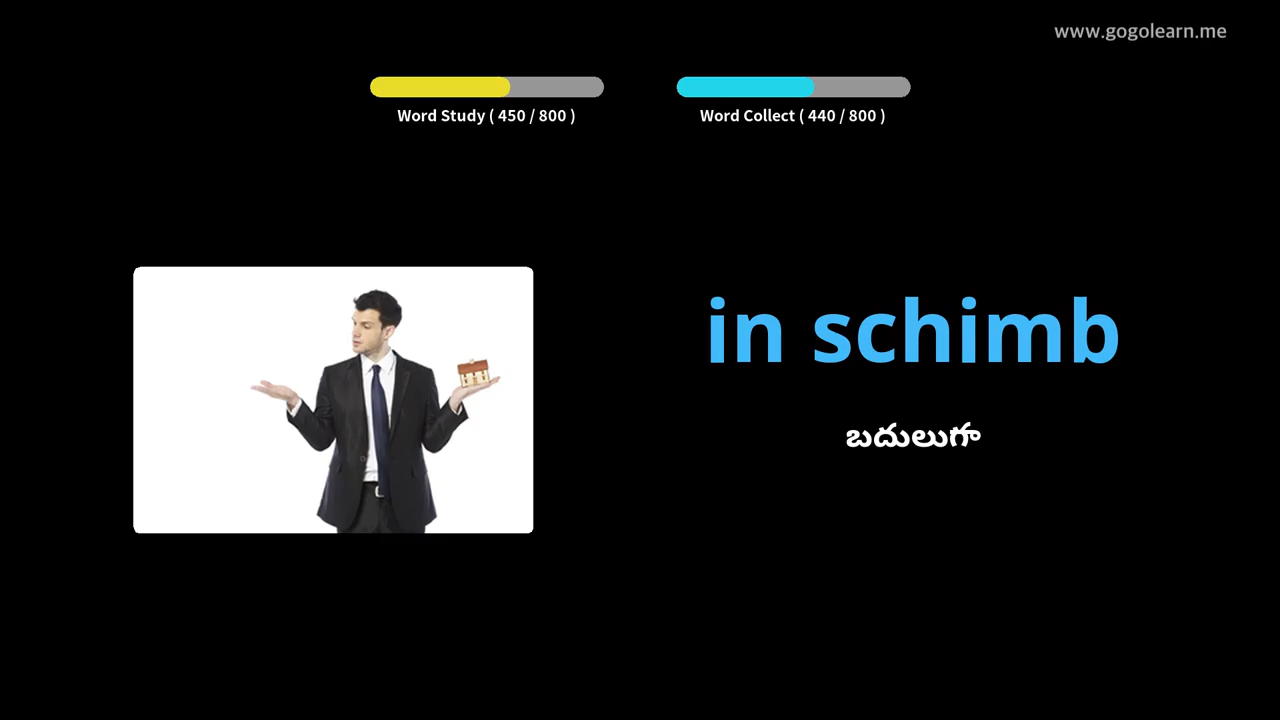 www.gogolearn.me
Word Study ( 450 / 800 )
Word Collect ( 440 / 800 )
in schimb
బదులుగా